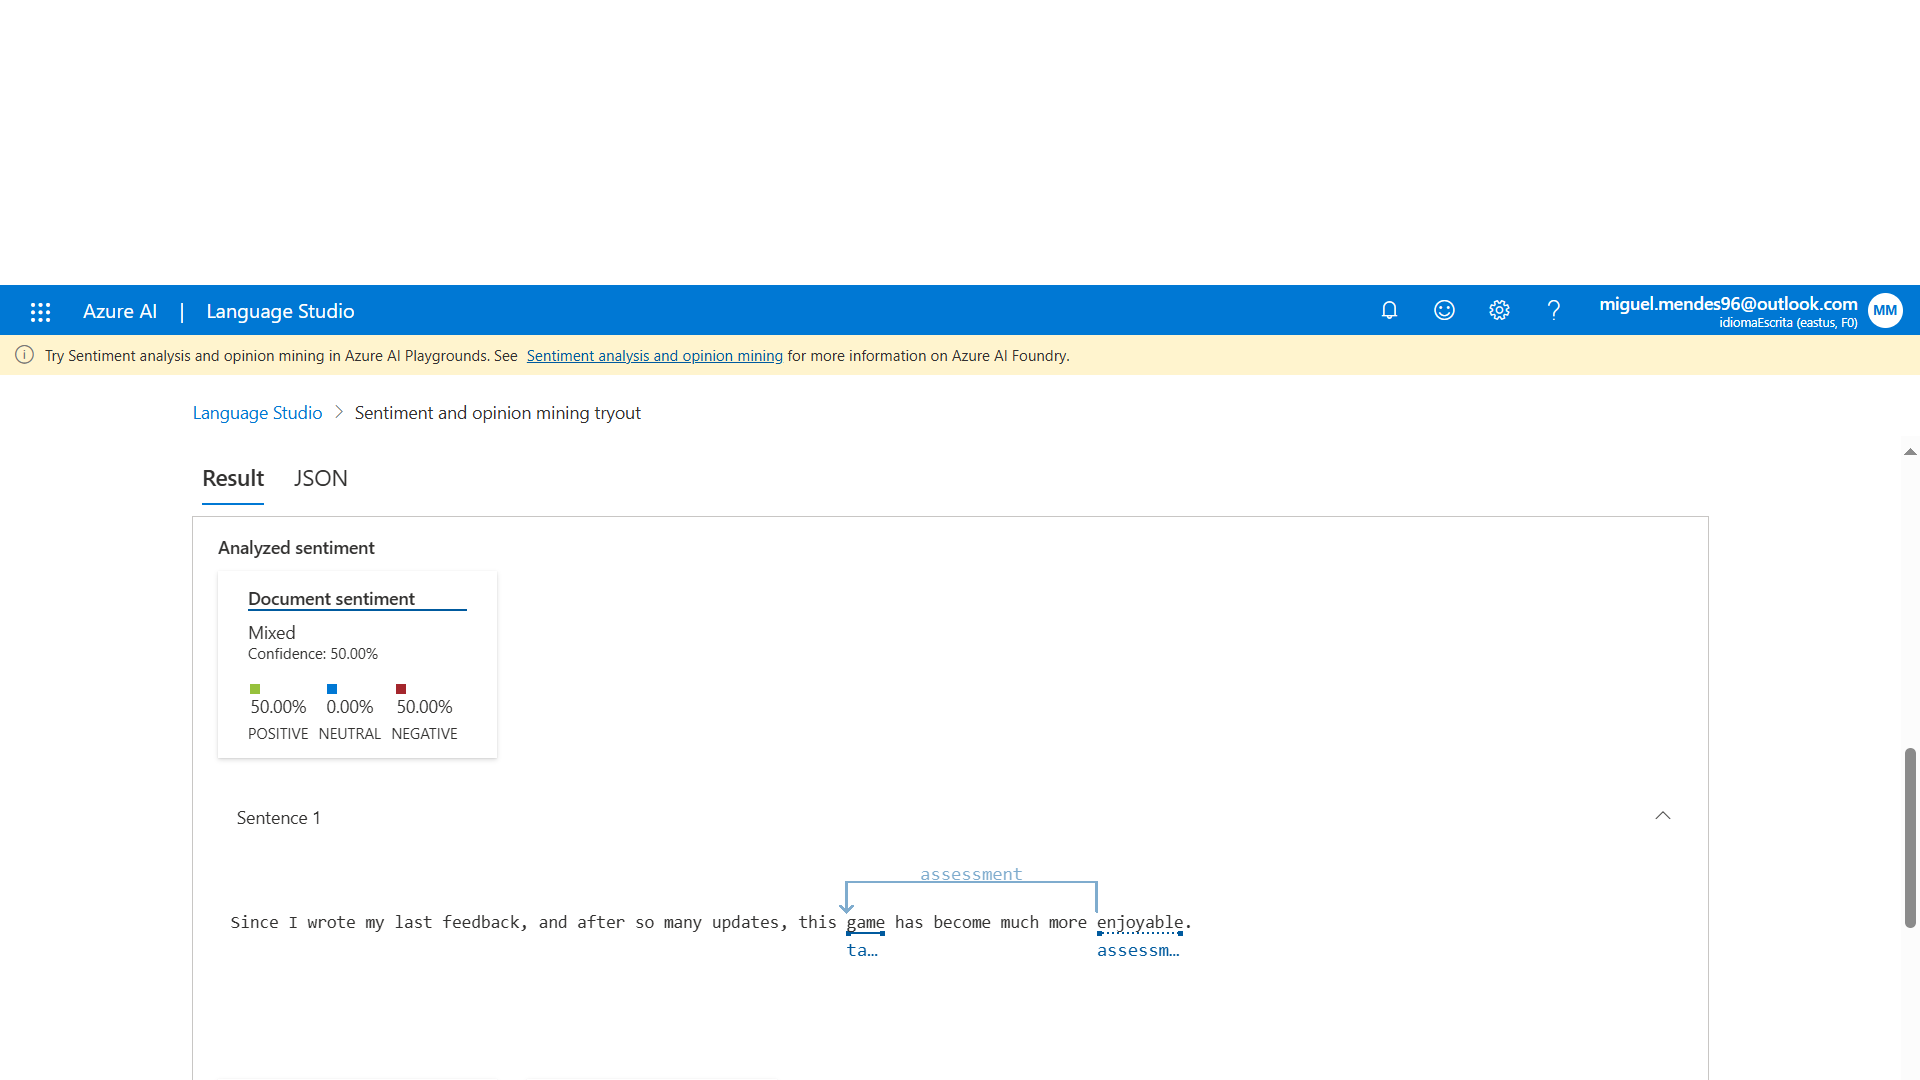 Azure AI | Language Studio
miguel.mendes96@outlook.com
idiomaEscrita (eastus, F0)
MM
Try Sentiment analysis and opinion mining in Azure AI Playgrounds. See Sentiment analysis and opinion mining for more information on Azure AI Foundry.
Language Studio > Sentiment and opinion mining tryout
Result JSON
Analyzed sentiment
Document sentiment
Mixed
Confidence: 50.00%
50.00% 0.00% 50.00%
POSITIVE NEUTRAL NEGATIVE
Sentence 1
assessment
Since I wrote my last feedback, and after so many updates, this game has become much more enjoyable.
ta… assessm…